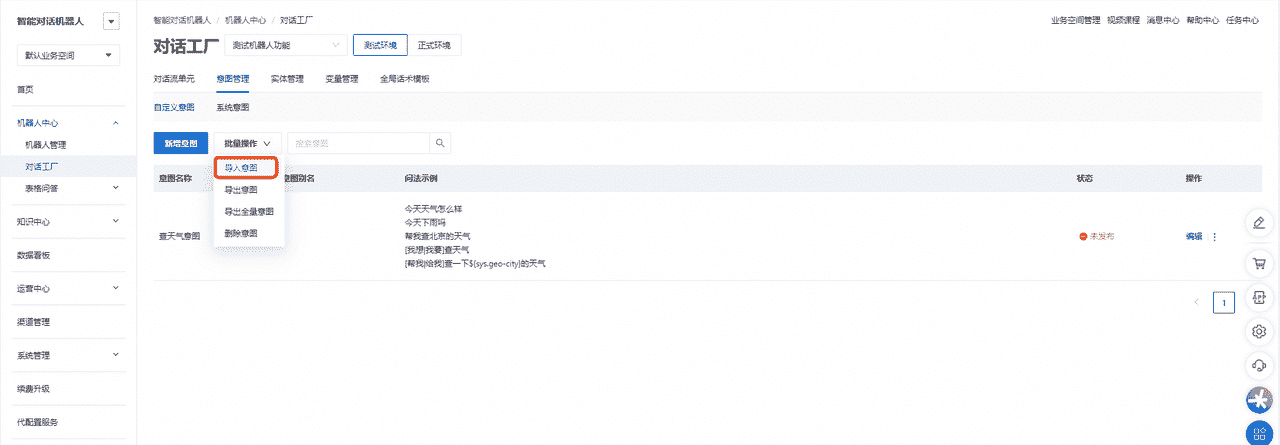 智能对话机器人
默认业务空间
首页
机器人中心
机器人管理
对话工厂
表格问答
知识中心
数据看板
运营中心
渠道管理
系统管理
续费升级
代配置服务
智能对话机器人 / 机器人中心 / 对话工厂
业务空间管理 视频课程 消息中心 帮助中心 任务中心
对话工厂 测试机器人功能 测试环境 正式环境
对话流单元 意图管理 实体管理 变量管理 全局话术模板
自定义意图 系统意图
新增意图 批量操作 搜索意图
导入意图
导出意图
导出全量意图
删除意图
意图名称 意图别名 问法示例 状态 操作
今天天气怎么样
今天下雨吗
查天气意图 帮我查北京的天气 未发布 编辑
[我想|我要]查天气
[帮我|给我]查一下${sys.geo-city}的天气
1